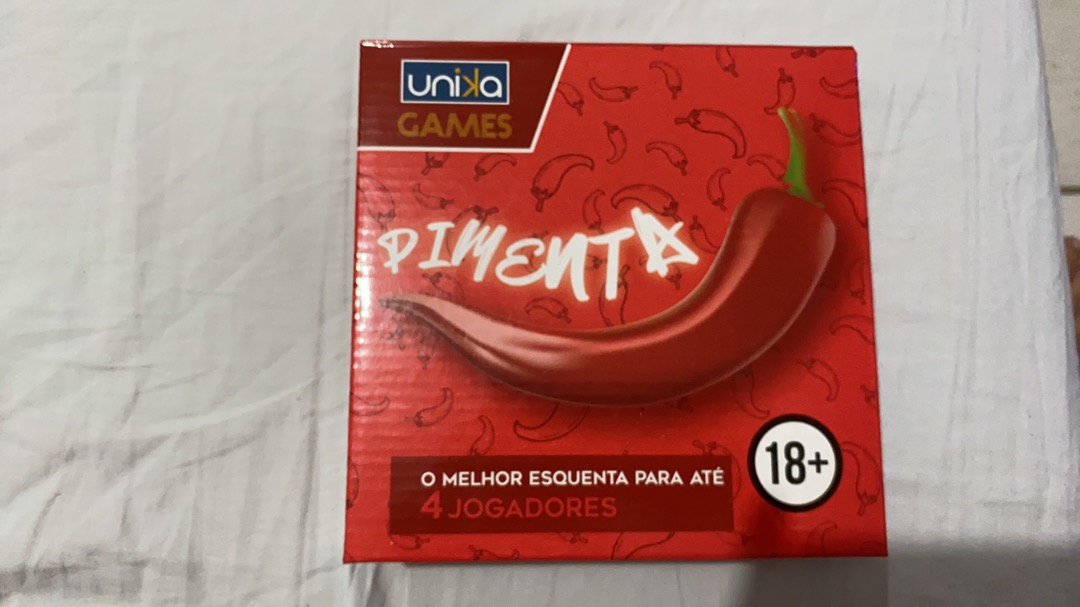 unika
GAMES
PIMENTA
O MELHOR ESQUENTA PARA ATÉ
4 JOGADORES
18+